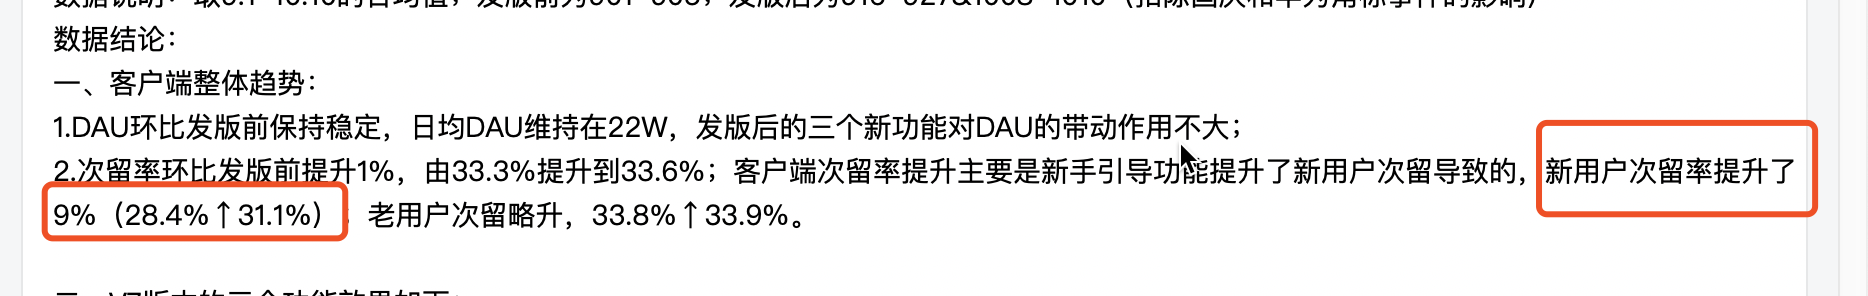 数据结论：
一、客户端整体趋势：
1.DAU环比发版前保持稳定，日均DAU维持在22W，发版后的三个新功能对DAU的带动作用不大；
2.次留率环比发版前提升1%，由33.3%提升到33.6%；客户端次留率提升主要是新手引导功能提升了新用户次留导致的，新用户次留率提升了
9%（28.4%↑31.1%） 老用户次留略升，33.8%↑33.9%。